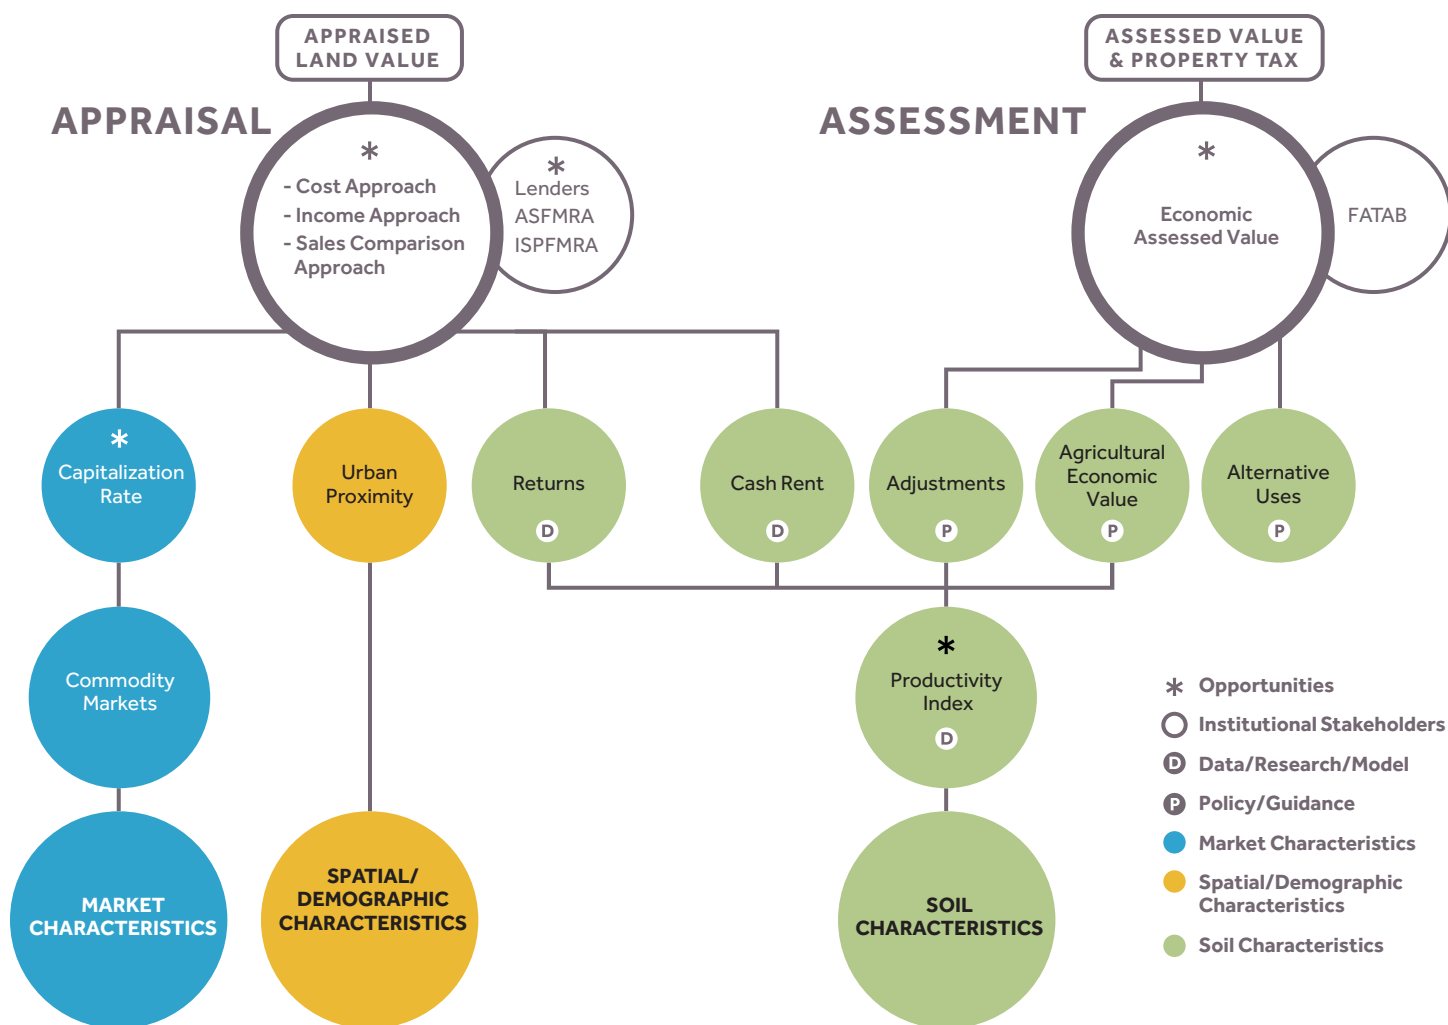 APPRAISED
LAND VALUE
ASSESSED VALUE
& PROPERTY TAX
APPRAISAL
ASSESSMENT
*
- Cost Approach
- Income Approach
- Sales Comparison
Approach
*
Lenders
ASFMRA
ISPFMRA
*
Economic
Assessed Value
FATAB
*
Capitalization
Rate
Urban
Proximity
Returns
D
Cash Rent
D
Adjustments
P
Agricultural
Economic
Value
P
Alternative
Uses
P
Commodity
Markets
*
Productivity
Index
D
MARKET
CHARACTERISTICS
SPATIAL/
DEMOGRAPHIC
CHARACTERISTICS
SOIL
CHARACTERISTICS
* Opportunities
Institutional Stakeholders
D Data/Research/Model
P Policy/Guidance
Market Characteristics
Spatial/Demographic
Characteristics
Soil Characteristics